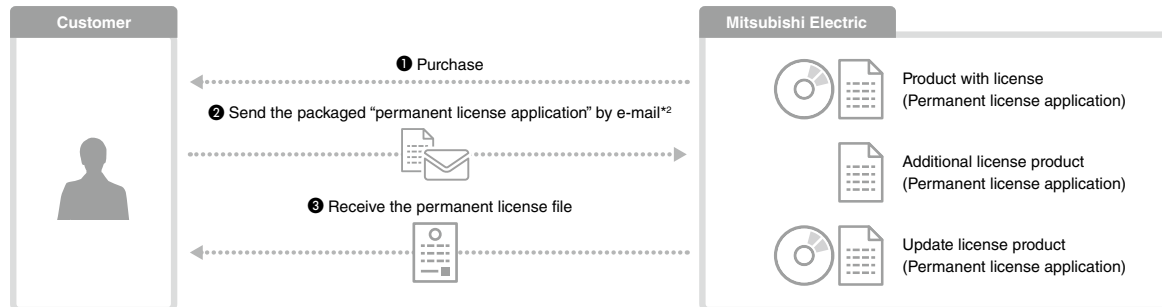 Customer
Mitsubishi Electric
❶ Purchase
❷ Send the packaged “permanent license application” by e-mail*2
❸ Receive the permanent license file
Product with license
(Permanent license application)
Additional license product
(Permanent license application)
Update license product
(Permanent license application)